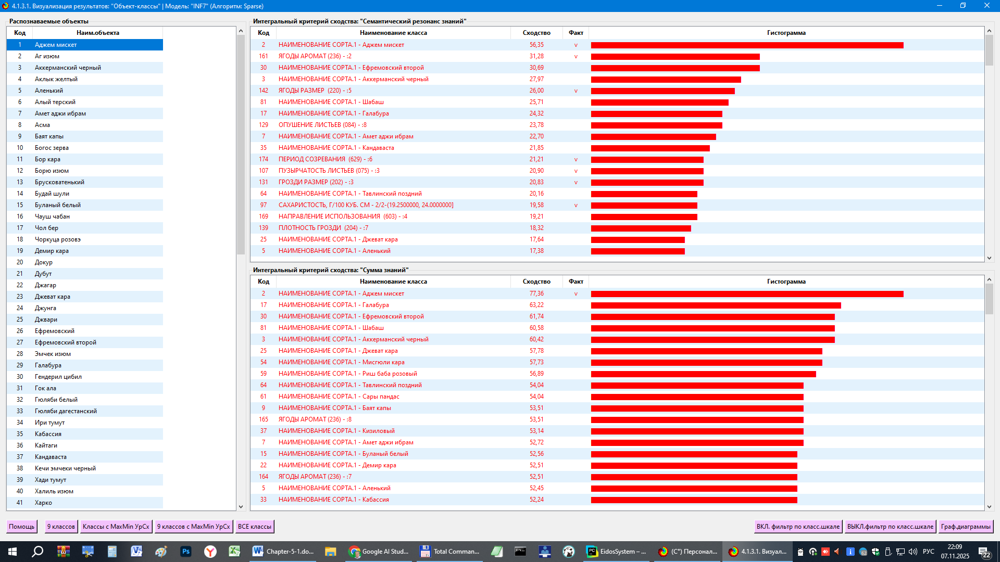 4.1.3.1. Визуализация результатов: "Объект-классы" | Модель: "INF7" (Алгоритм: Sparse)
Распознаваемые объекты
Код Наим.объекта
1 Аджем мискет
2 Аг изюм
3 Аккерманский черный
4 Аклык желтый
5 Аленький
6 Алый терский
7 Амет аджи ибрам
8 Асма
9 Баят капы
10 Богос зерва
11 Бор кара
12 Борю изюм
13 Брусковатенький
14 Будай шули
15 Буланый белый
16 Чауш чабан
17 Чол бер
18 Чоркуца розовэ
19 Демир кара
20 Докур
21 Дубут
22 Джагар
23 Джеват кара
24 Джунга
25 Джвари
26 Ефремовский
27 Ефремовский второй
28 Эмчек изюм
29 Галабура
30 Гендерил цибил
31 Гок ала
32 Гюляби белый
33 Гюляби дагестанский
34 Ири тумут
35 Кабассия
36 Кайтаги
37 Кандаваста
38 Кечи эмчеки черный
39 Хади тумут
40 Халиль изюм
41 Харко
Интегральный критерий сходства: "Семантический резонанс знаний"
Код Наименование класса Сходство Факт Гистограмма
2 НАИМЕНОВАНИЕ СОРТА.1 - Аджем мискет 56,35 v
161 ЯГОДЫ АРОМАТ (236) - :2 31,28 v
30 НАИМЕНОВАНИЕ СОРТА.1 - Ефремовский второй 30,69
3 НАИМЕНОВАНИЕ СОРТА.1 - Аккерманский черный 27,97
142 ЯГОДЫ РАЗМЕР (220) - :5 26,00 v
81 НАИМЕНОВАНИЕ СОРТА.1 - Шабаш 25,71
17 НАИМЕНОВАНИЕ СОРТА.1 - Галабура 24,32
129 ОПУШЕНИЕ ЛИСТЬЕВ (084) - :8 23,78
7 НАИМЕНОВАНИЕ СОРТА.1 - Амет аджи ибрам 22,70
35 НАИМЕНОВАНИЕ СОРТА.1 - Кандаваста 21,85
174 ПЕРИОД СОЗРЕВАНИЯ (629) - :6 21,21 v
107 ПУЗЫРЧАТОСТЬ ЛИСТЬЕВ (075) - :3 20,90 v
131 ГРОЗДИ РАЗМЕР (202) - :3 20,83 v
64 НАИМЕНОВАНИЕ СОРТА.1 - Тавлинский поздний 20,16
97 САХАРИСТОСТЬ, Г/100 КУБ. СМ - 2/2-(19.2500000, 24.0000000] 19,58 v
169 НАПРАВЛЕНИЕ ИСПОЛЬЗОВАНИЯ (603) - :4 19,21
139 ПЛОТНОСТЬ ГРОЗДИ (204) - :7 18,32
25 НАИМЕНОВАНИЕ СОРТА.1 - Джеват кара 17,64
5 НАИМЕНОВАНИЕ СОРТА.1 - Аленький 17,38
Интегральный критерий сходства: "Сумма знаний"
Код Наименование класса Сходство Факт Гистограмма
2 НАИМЕНОВАНИЕ СОРТА.1 - Аджем мискет 77,36 v
17 НАИМЕНОВАНИЕ СОРТА.1 - Галабура 63,22
30 НАИМЕНОВАНИЕ СОРТА.1 - Ефремовский второй 61,74
81 НАИМЕНОВАНИЕ СОРТА.1 - Шабаш 60,58
3 НАИМЕНОВАНИЕ СОРТА.1 - Аккерманский черный 60,42
25 НАИМЕНОВАНИЕ СОРТА.1 - Джеват кара 57,78
54 НАИМЕНОВАНИЕ СОРТА.1 - Мисгюли кара 57,73
59 НАИМЕНОВАНИЕ СОРТА.1 - Риш баба розовый 56,89
64 НАИМЕНОВАНИЕ СОРТА.1 - Тавлинский поздний 54,04
61 НАИМЕНОВАНИЕ СОРТА.1 - Сары пандас 54,04
9 НАИМЕНОВАНИЕ СОРТА.1 - Баят капы 53,51
165 ЯГОДЫ АРОМАТ (236) - :8 53,51
37 НАИМЕНОВАНИЕ СОРТА.1 - Кизиловый 53,14
7 НАИМЕНОВАНИЕ СОРТА.1 - Амет аджи ибрам 52,72
15 НАИМЕНОВАНИЕ СОРТА.1 - Буланый белый 52,56
22 НАИМЕНОВАНИЕ СОРТА.1 - Демир кара 52,51
164 ЯГОДЫ АРОМАТ (236) - :7 52,51
5 НАИМЕНОВАНИЕ СОРТА.1 - Аленький 52,45
33 НАИМЕНОВАНИЕ СОРТА.1 - Кабассия 52,24
Помощь 9 классов Классы с MaxMin УрСх 9 классов с MaxMin УрСх ВСЕ классы ВКЛ. фильтр по класс.шкале ВЫКЛ.фильтр по класс.шкале Граф.диаграммы
Chapter-5-1.do... Google AI Stud... Total Comman... EidosSystem – ... (C°) Персонал... 4.1.3.1. Визуал... 62 РУС 22:09 22
07.11.2025